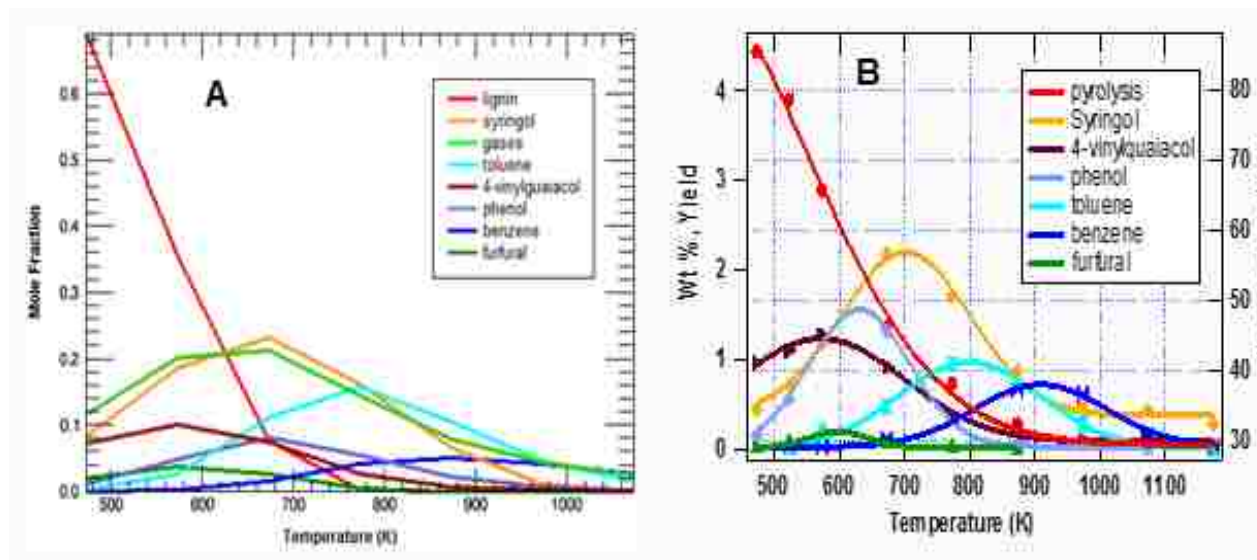 A
lignin
syringol
gases
toluene
4-vinylguaiacol
phenol
benzene
furfural
Mole Fraction
0.6
0.5
0.4
0.3
0.2
0.1
0.0
500
600
700
800
900
1000
Temperature (K)
B
pyrolysis
Syringol
4-vinylquaiacol
phenol
toluene
benzene
furfural
Wt %, Yield
4
3
2
1
0
80
70
60
50
40
30
500 600 700 800 900 1000 1100
Temperature (K)